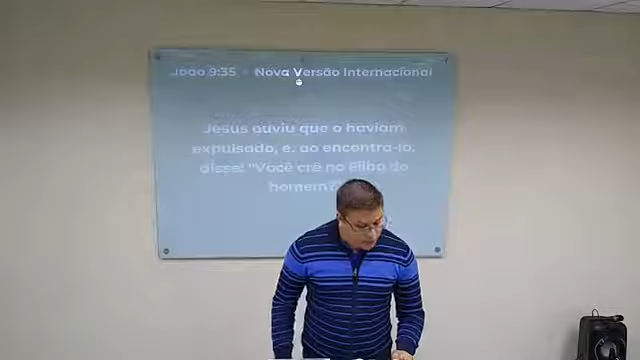 João 9:35 - Nova Versão Internacional
Jesus ouviu que o haviam
expulsado, e, ao encontrá-lo,
disse: "Você crê no Filho do
homem?"